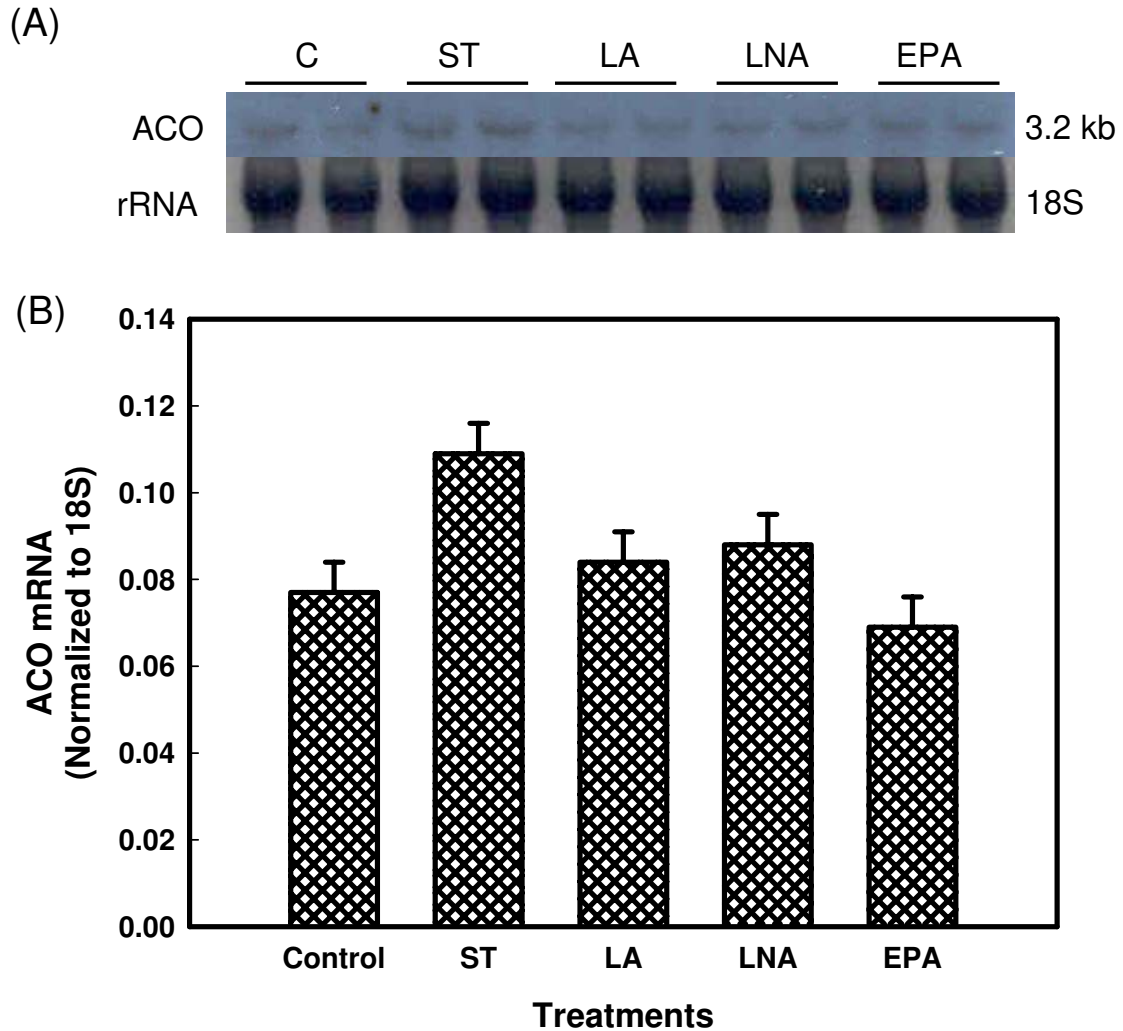 (A)
C ST LA LNA EPA
ACO 3.2 kb
rRNA 18S
(B)
0.14
0.12
0.10
0.08
0.06
0.04
0.02
0.00
ACO mRNA
(Normalized to 18S)
Control ST LA LNA EPA
Treatments